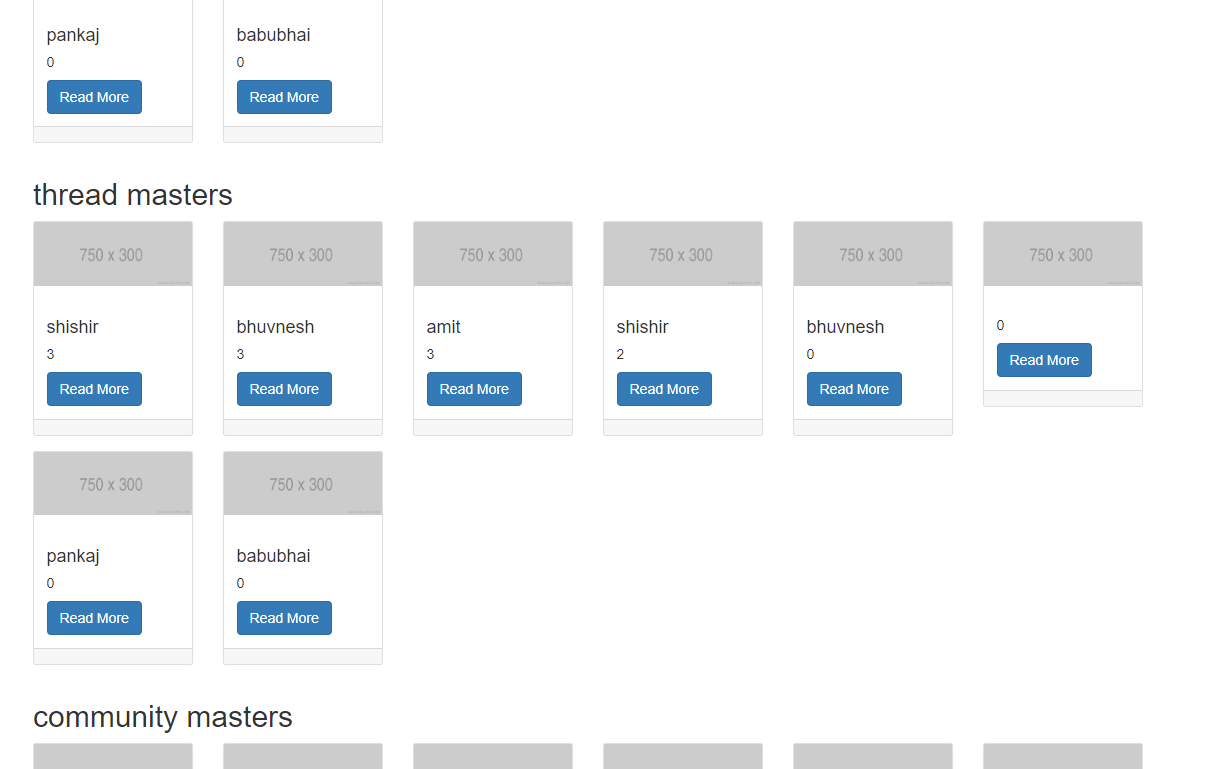 pankaj babubhai
0 0
Read More Read More
thread masters
750 x 300 750 x 300 750 x 300 750 x 300 750 x 300 750 x 300
shishir bhuvnesh amit shishir bhuvnesh 0
3 3 3 2 0 Read More
Read More Read More Read More Read More Read More
750 x 300 750 x 300
pankaj babubhai
0 0
Read More Read More
community masters